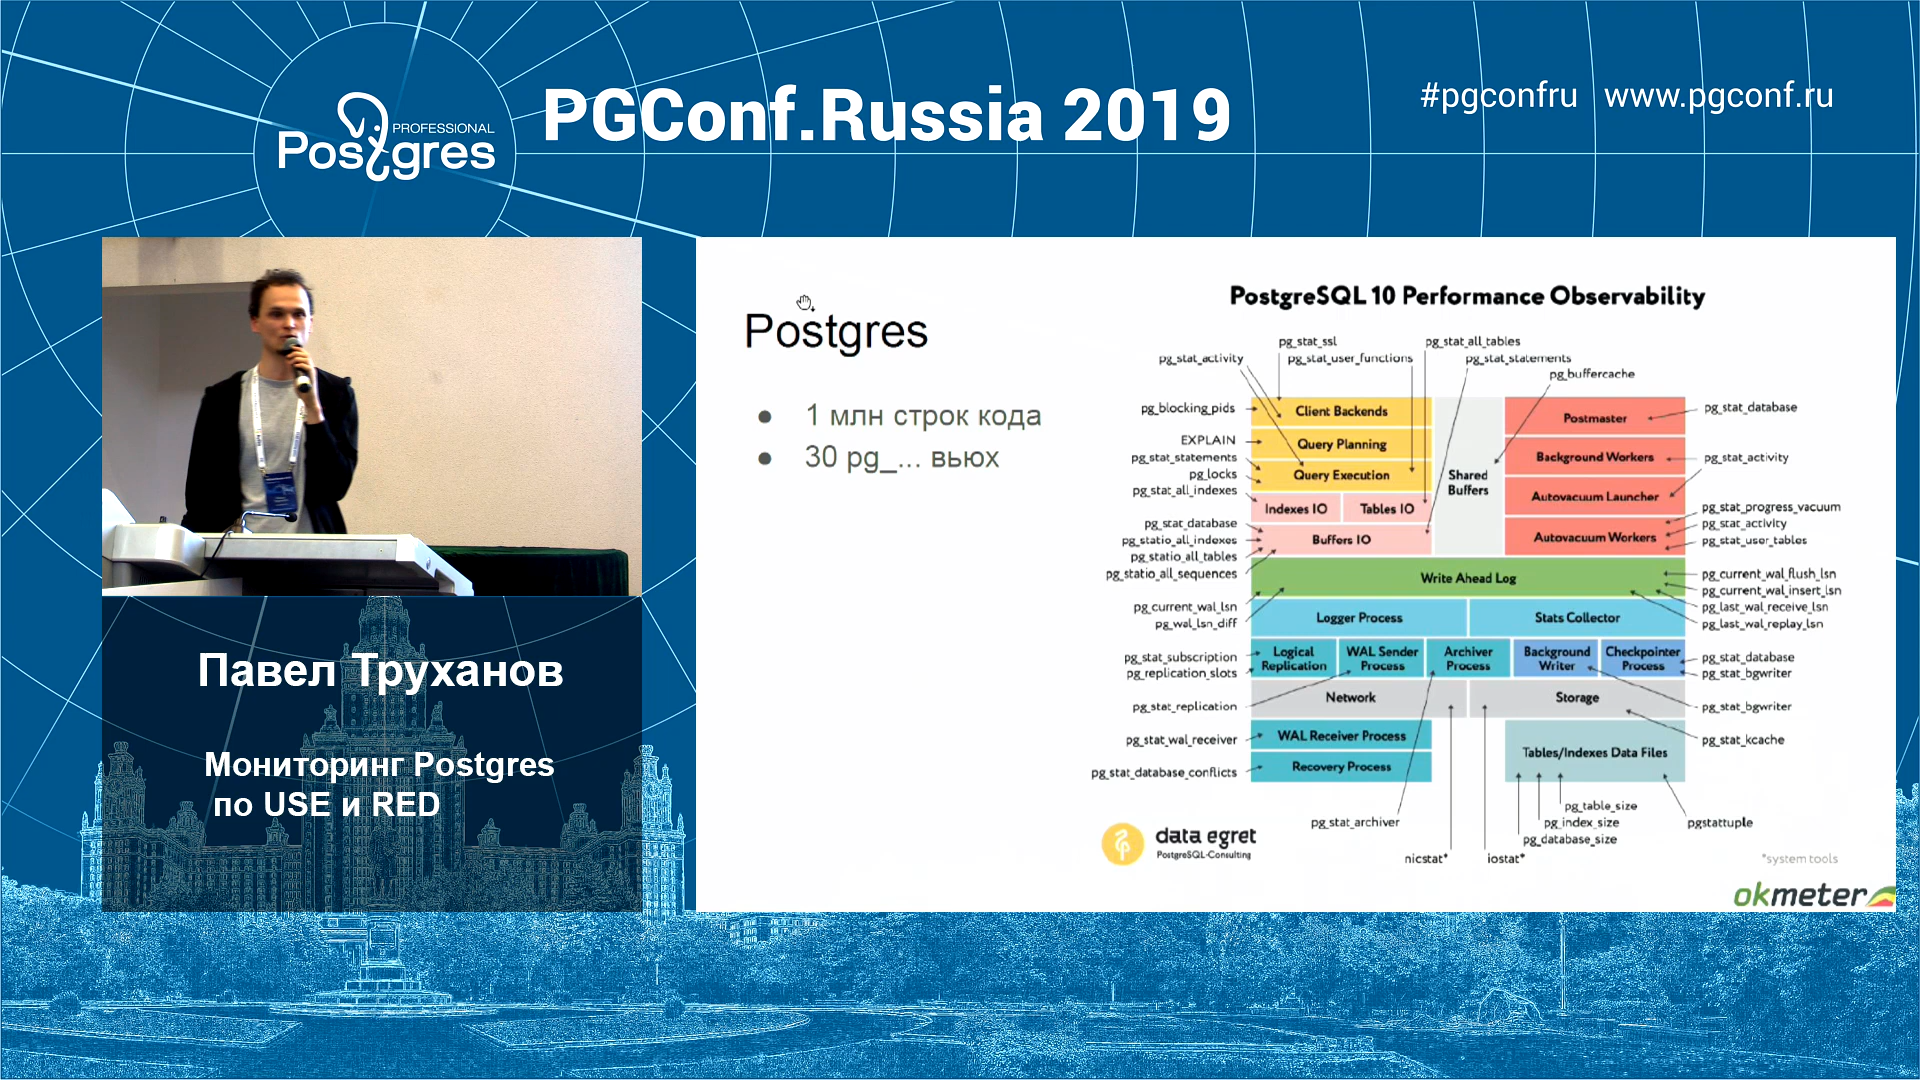 PROFESSIONAL
Postgres
PGConf.Russia 2019
#pgconfru www.pgconf.ru
Павел Труханов
Мониторинг Postgres
по USE и RED
Postgres
● 1 млн строк кода
● 30 pg_... вьюх
PostgreSQL 10 Performance Observability
pg_stat_ssl
pg_stat_all_tables
pg_stat_activity
pg_stat_user_functions
pg_stat_statements
pg_buffercache
pg_blocking_pids
EXPLAIN
pg_stat_statements
pg_locks
pg_stat_all_indexes
pg_stat_database
pg_statio_all_indexes
pg_statio_all_tables
pg_statio_all_sequences
pg_current_wal_lsn
pg_wal_lsn_diff
pg_stat_subscription
pg_replication_slots
pg_stat_replication
pg_stat_wal_receiver
pg_stat_database_conflicts
Client Backends
Query Planning
Query Execution
Indexes IO
Tables IO
Buffers IO
Shared
Buffers
Postmaster
Background Workers
Autovacuum Launcher
Autovacuum Workers
Write Ahead Log
Logger Process
Stats Collector
Logical
Replication
WAL Sender
Process
Archiver
Process
Background
Writer
Checkpointer
Process
Network
Storage
WAL Receiver Process
Recovery Process
Tables/Indexes Data Files
pg_stat_database
pg_stat_activity
pg_stat_progress_vacuum
pg_stat_activity
pg_stat_user_tables
pg_current_wal_flush_lsn
pg_current_wal_insert_lsn
pg_last_wal_receive_lsn
pg_last_wal_replay_lsn
pg_stat_database
pg_stat_bgwriter
pg_stat_bgwriter
pg_stat_kcache
pg_table_size
pg_index_size
pg_database_size
pgstattuple
pg_stat_archiver
nicstat*
iostat*
*system tools
data egret
PostgreSQL-Consulting
okmeter